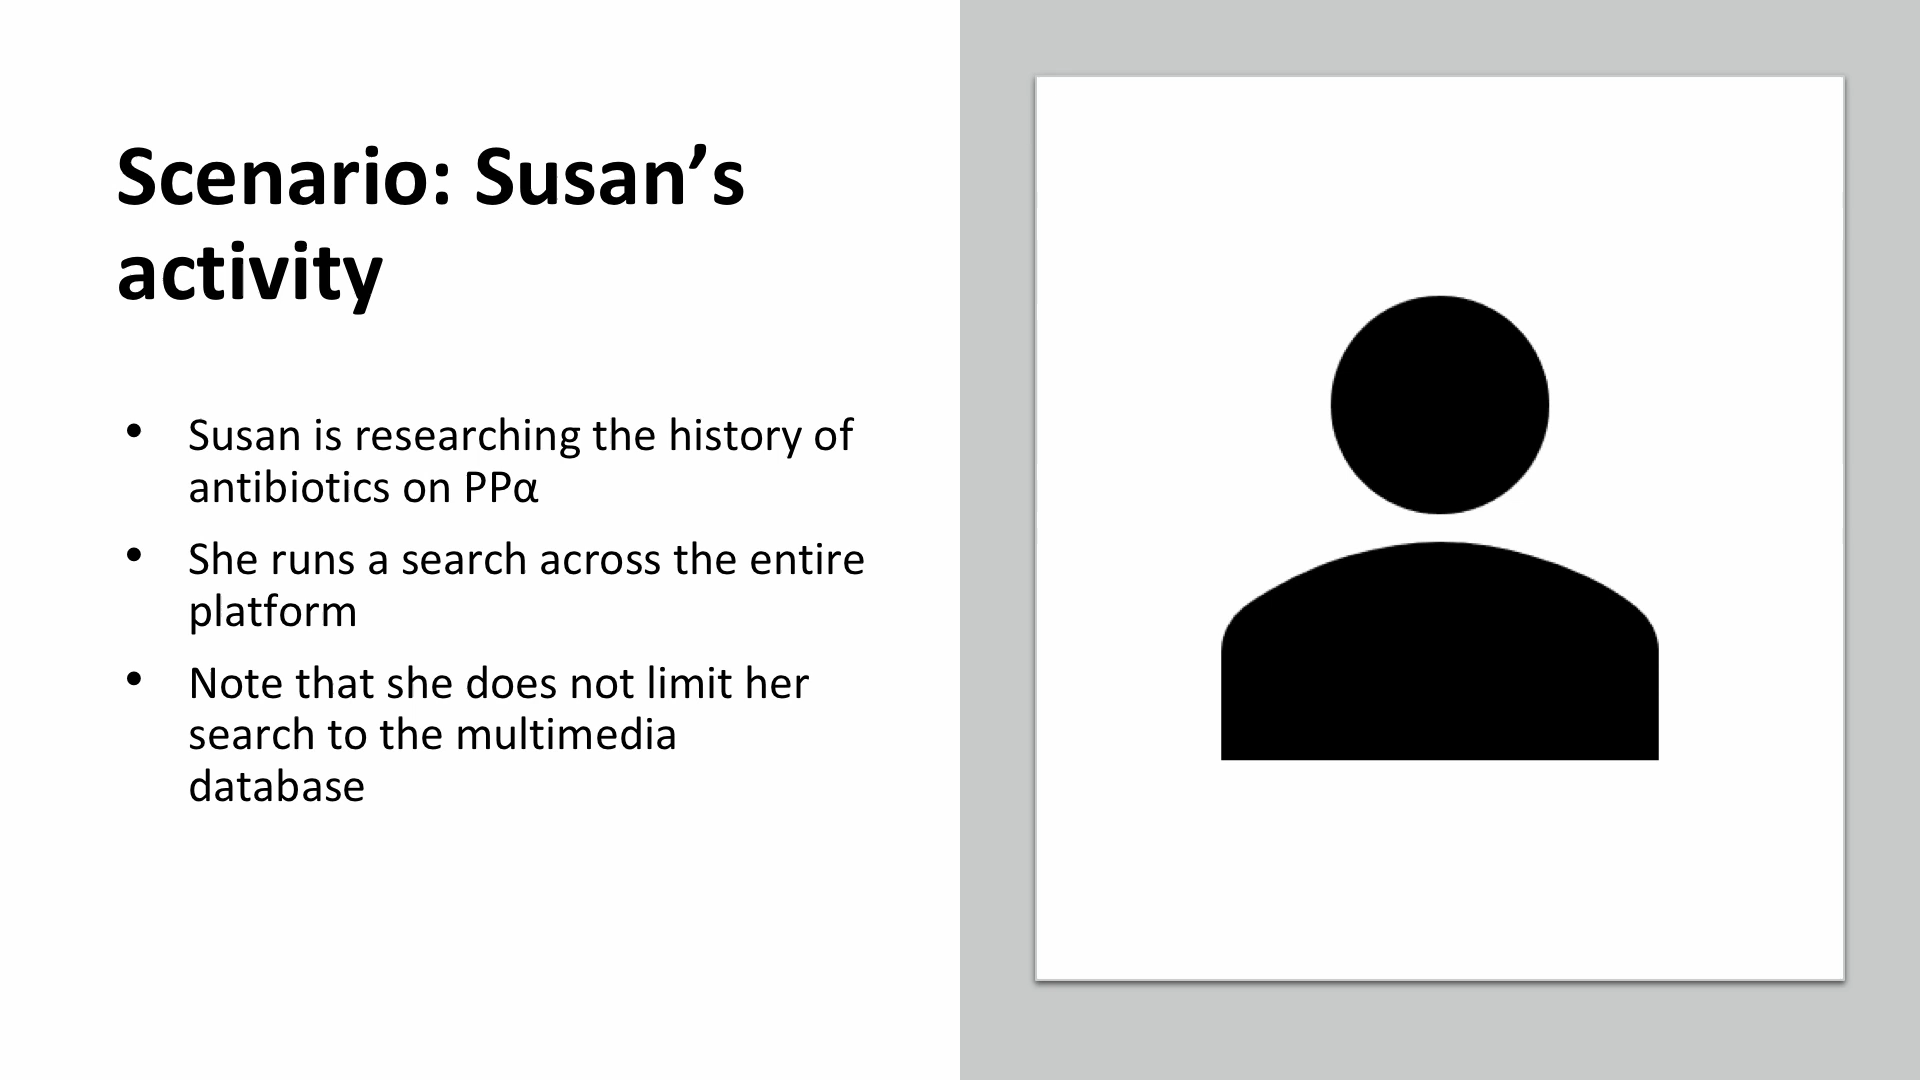 Scenario: Susan’s
activity
• Susan is researching the history of
antibiotics on PPα
• She runs a search across the entire
platform
• Note that she does not limit her
search to the multimedia
database